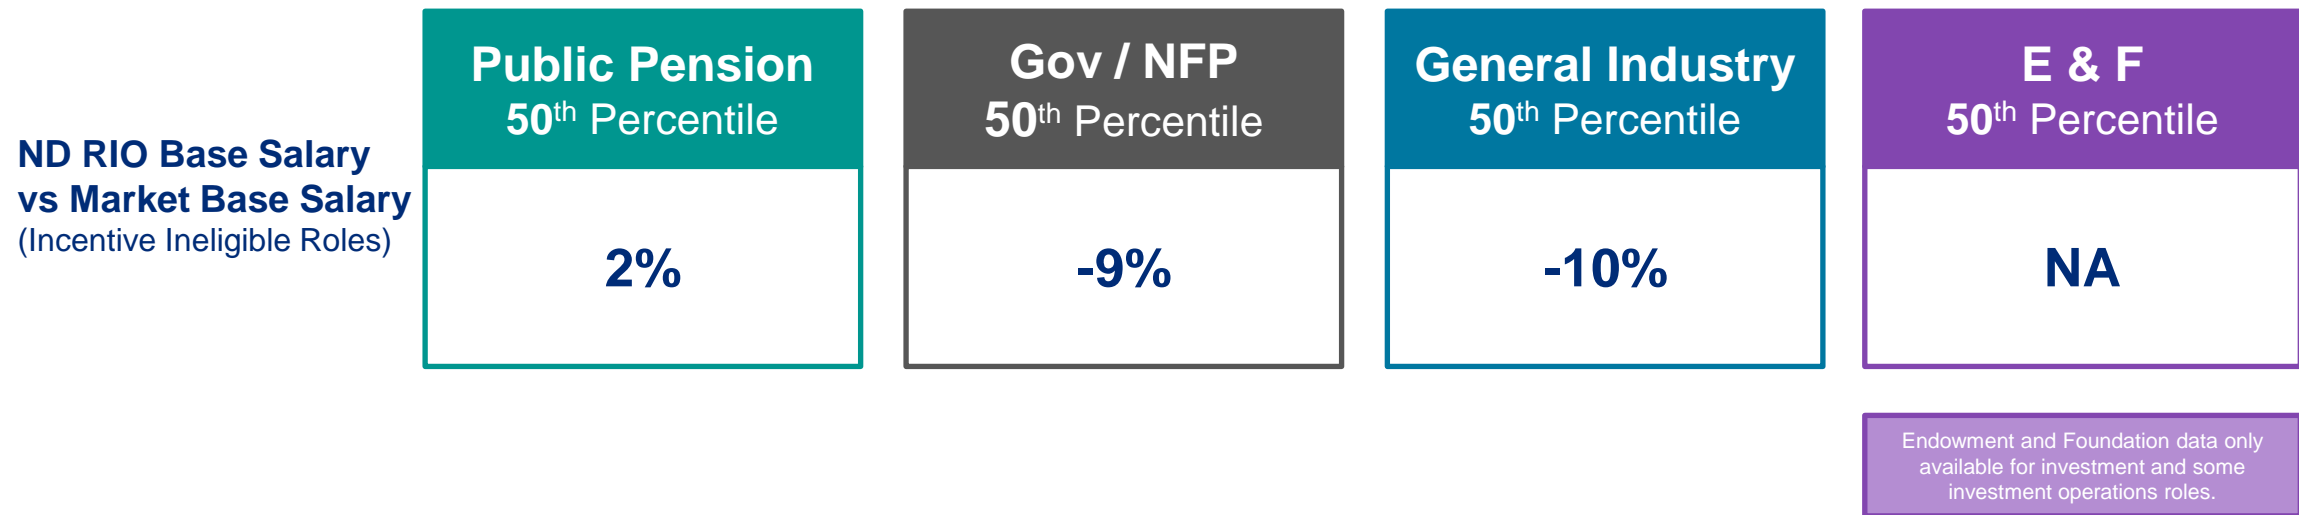 ND RIO Base Salary
vs Market Base Salary
(Incentive Ineligible Roles)
Public Pension
50th Percentile
2%
Gov / NFP
50th Percentile
-9%
General Industry
50th Percentile
-10%
E & F
50th Percentile
NA
Endowment and Foundation data only
available for investment and some
investment operations roles.